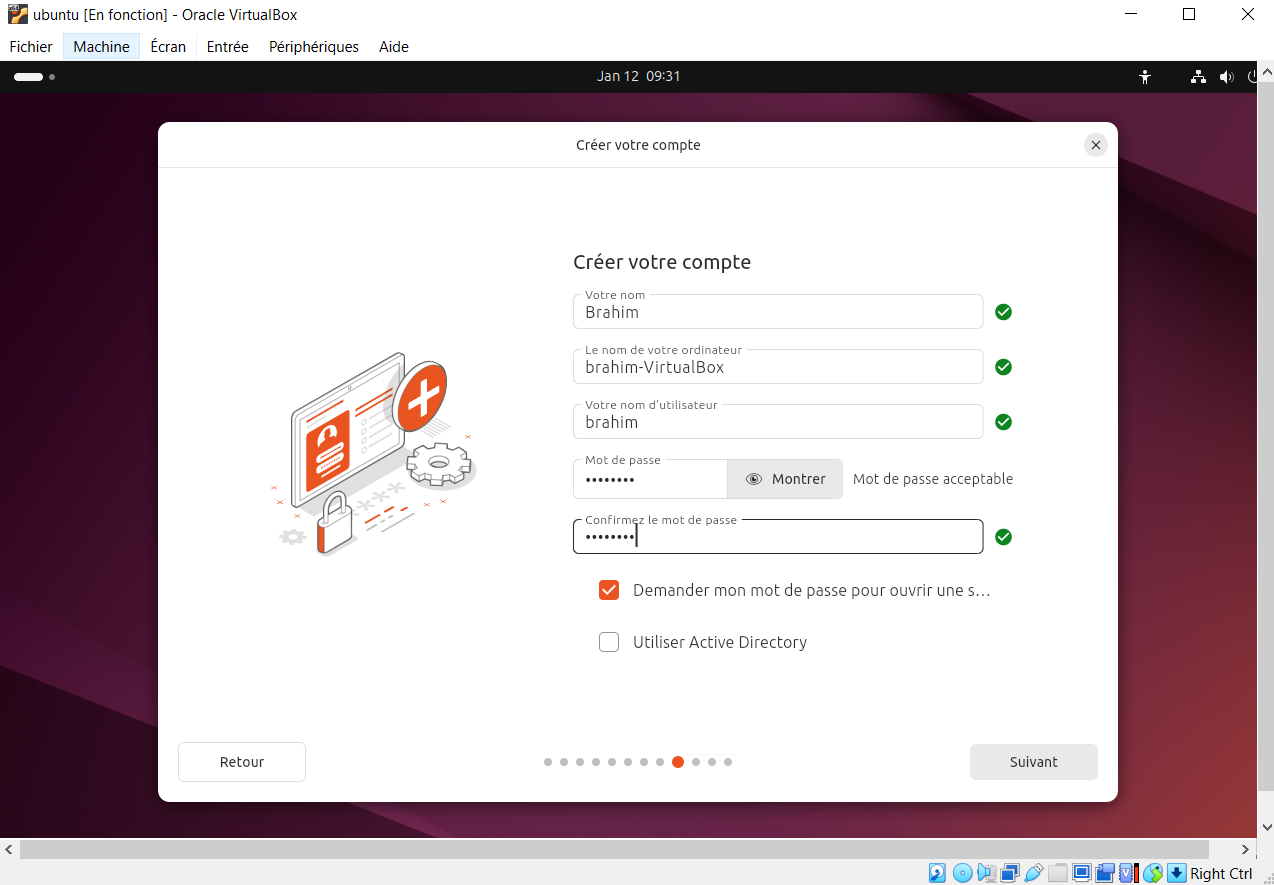 ubuntu [En fonction] - Oracle VirtualBox
Fichier Machine Écran Entrée Périphériques Aide
Jan 12 09:31
Créer votre compte
Créer votre compte
Votre nom
Brahim
Le nom de votre ordinateur
brahim-VirtualBox
Votre nom d'utilisateur
brahim
Mot de passe
•••••••• Montrer Mot de passe acceptable
Confirmez le mot de passe
••••••••
Demander mon mot de passe pour ouvrir une s…
Utiliser Active Directory
Retour Suivant
Right Ctrl